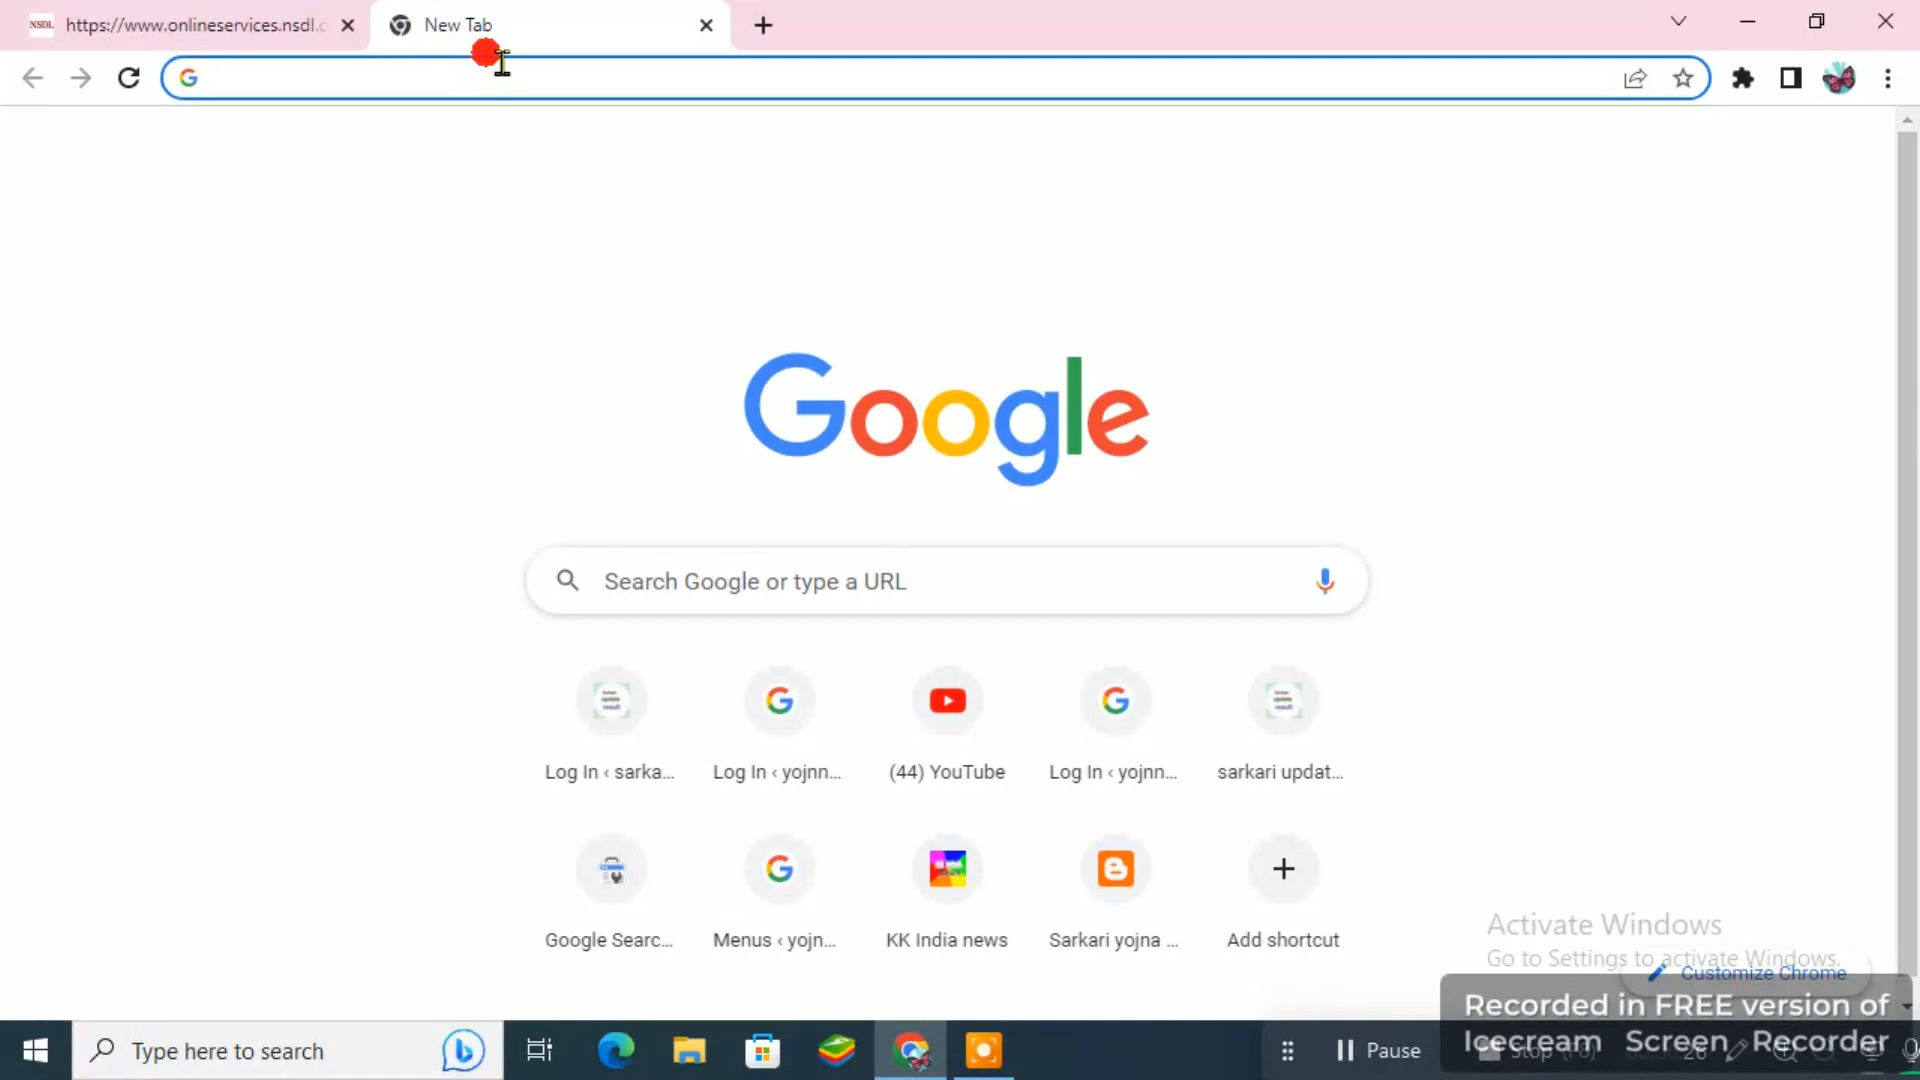 NSDL https://www.onlineservices.nsdl.c
New Tab
Google
Search Google or type a URL
Log In ‹ sarka...
Log In ‹ yojnn...
(44) YouTube
Log In ‹ yojnn...
sarkari updat...
Google Searc...
Menus ‹ yojn...
KK India news
Sarkari yojna ...
Add shortcut
Activate Windows
Go to Settings to activate Windows.
Customize Chrome
Recorded in FREE version of
Icecream Screen Recorder
Type here to search
Pause